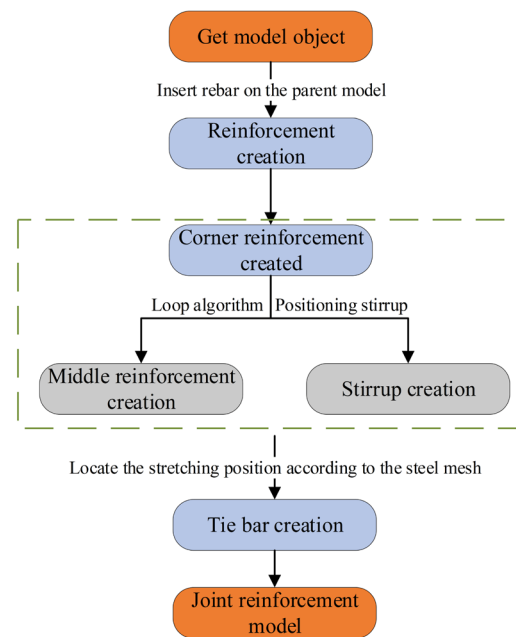 Get model object
Insert rebar on the parent model
Reinforcement
creation
Corner reinforcement
created
Loop algorithm
Positioning stirrup
Middle reinforcement
creation
Stirrup creation
Locate the stretching position according to the steel mesh
Tie bar creation
Joint reinforcement
model